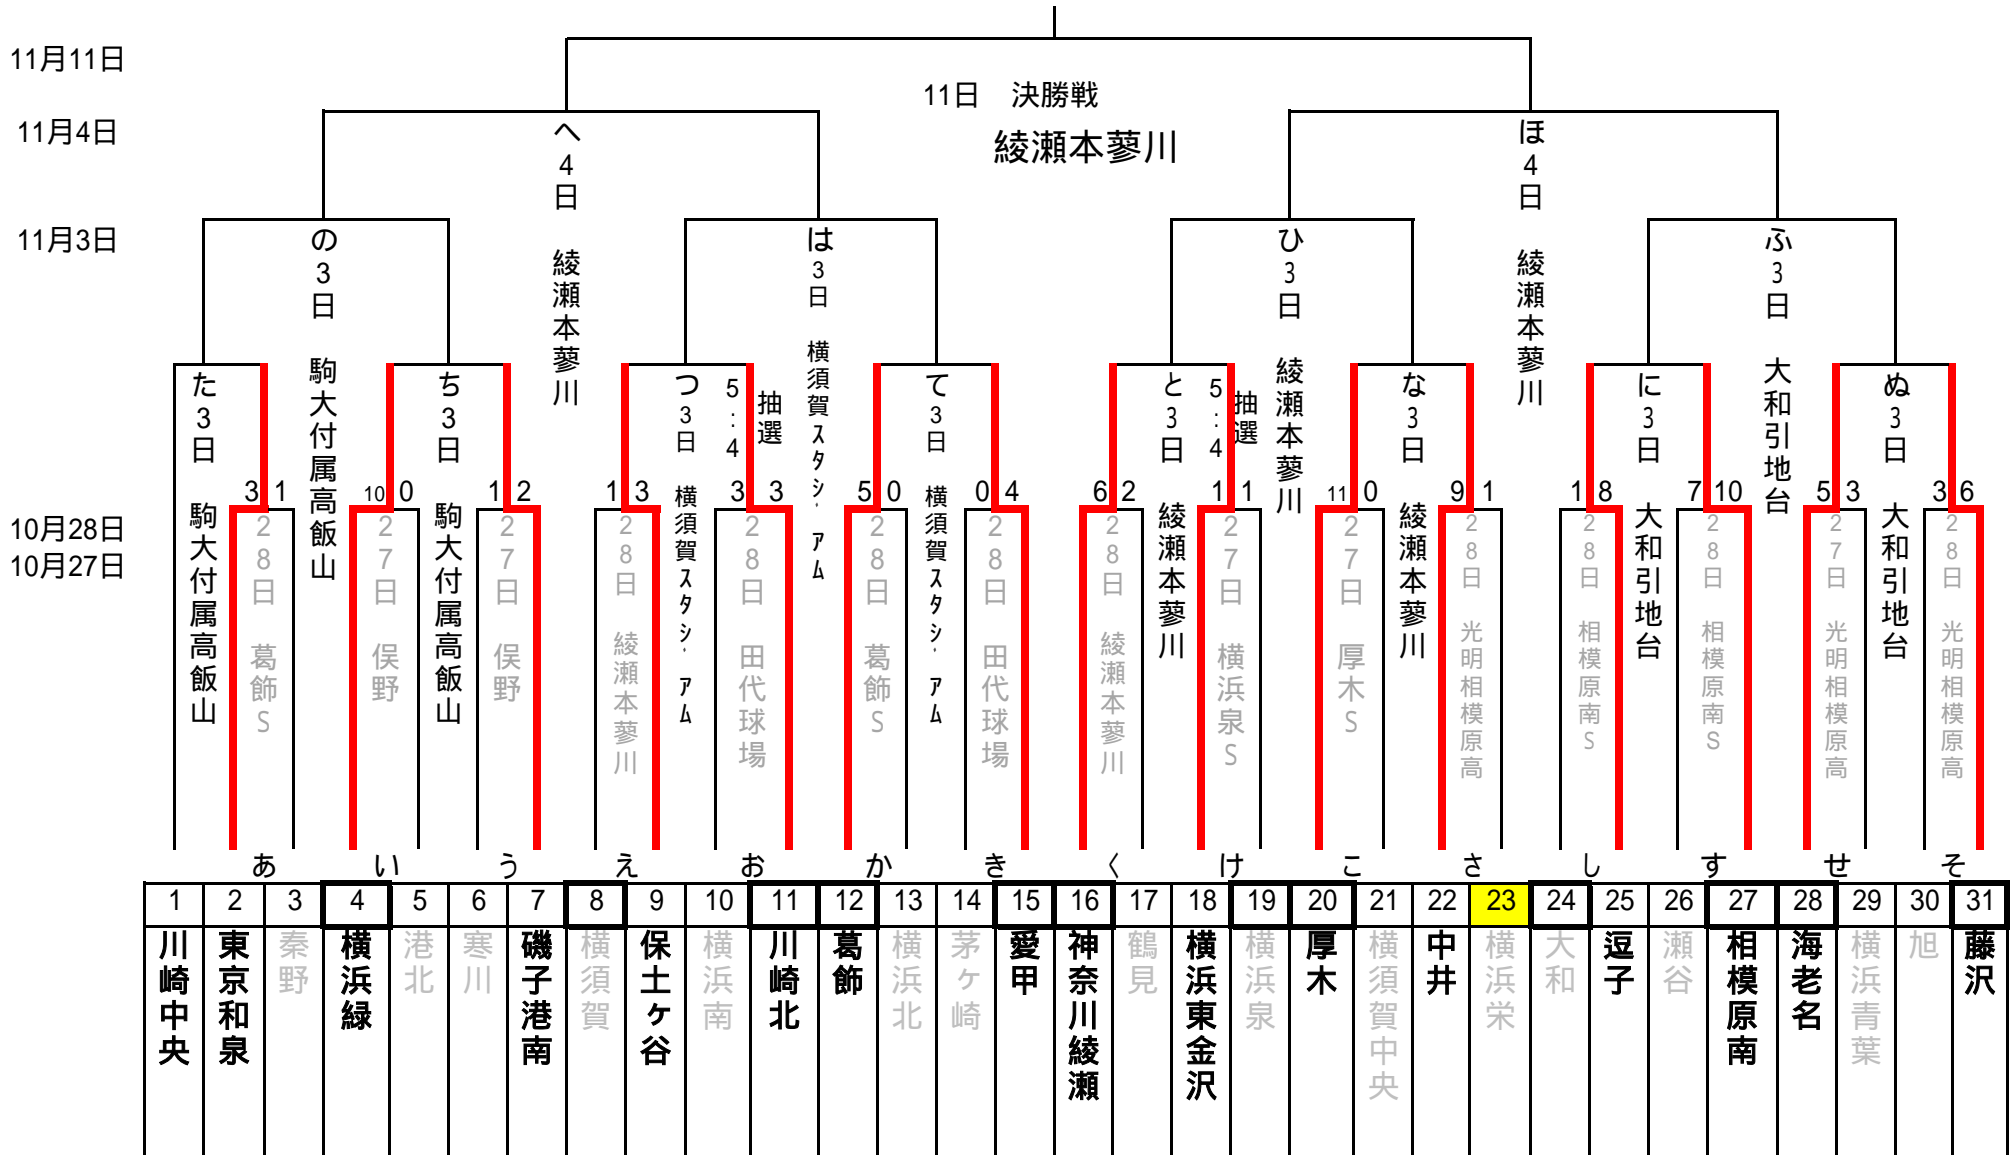 11月11日
11日 決勝戦
11月4日
綾瀬本蓼川
へ4日 綾瀬本蓼川
ほ4日 綾瀬本蓼川
11月3日
の3日 駒大付属高飯山
は3日 横須賀スタジアム
ひ3日 綾瀬本蓼川
ふ3日 大和引地台
た3日 駒大付属高飯山
ち3日 駒大付属高飯山
つ3日 横須賀スタジアム
5:4 抽選
て3日 横須賀スタジアム
と3日 綾瀬本蓼川
5:4 抽選
な3日 綾瀬本蓼川
に3日 大和引地台
ぬ3日 大和引地台
3 1 10 0 1 2 1 3 3 3 5 0 0 4 6 2 1 1 11 0 9 1 1 8 7 10 5 3 3 6
10月28日
10月27日
28日 葛飾S
27日 俣野
27日 俣野
28日 綾瀬本蓼川
28日 田代球場
28日 葛飾S
28日 田代球場
28日 綾瀬本蓼川
27日 横浜泉S
27日 厚木S
28日 光明相模原高
28日 相模原南S
28日 相模原南S
27日 光明相模原高
28日 光明相模原高
あ い う え お か き く け こ さ し す せ そ
1 2 3 4 5 6 7 8 9 10 11 12 13 14 15 16 17 18 19 20 21 22 23 24 25 26 27 28 29 30 31
川崎中央
東京和泉
秦野
横浜緑
港北
寒川
磯子港南
横須賀
保土ヶ谷
横浜南
川崎北
葛飾
横浜北
茅ヶ崎
愛甲
神奈川綾瀬
鶴見
横浜東金沢
横浜泉
厚木
横須賀中央
中井
横浜栄
大和
逗子
瀬谷
相模原南
海老名
横浜青葉
旭
藤沢